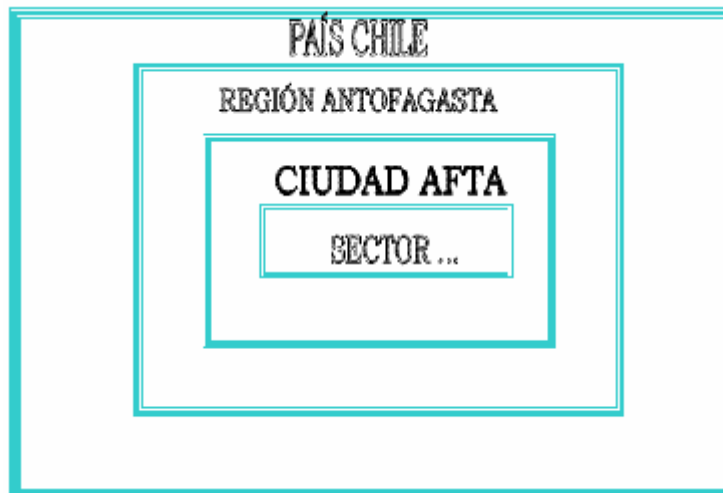 PAÍS CHILE
REGIÓN ANTOFAGASTA
CIUDAD AFTA
SECTOR ...